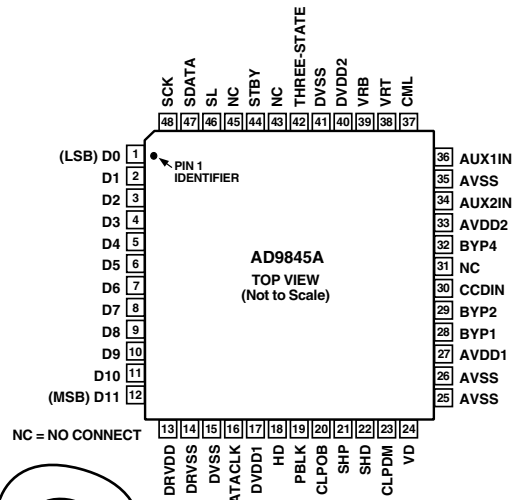 SCK
SDATA
SL
NC
STBY
NC
THREE-STATE
DVSS
DVDD2
VRB
VRT
CML
48 47 46 45 44 43 42 41 40 39 38 37
(LSB) D0 1
D1 2
D2 3
D3 4
D4 5
D5 6
D6 7
D7 8
D8 9
D9 10
D10 11
(MSB) D11 12
PIN 1
IDENTIFIER
AD9845A
TOP VIEW
(Not to Scale)
36 AUX1IN
35 AVSS
34 AUX2IN
33 AVDD2
32 BYP4
31 NC
30 CCDIN
29 BYP2
28 BYP1
27 AVDD1
26 AVSS
25 AVSS
NC = NO CONNECT
13 14 15 16 17 18 19 20 21 22 23 24
DRVDD
DRVSS
DVSS
ATACLK
DVDD1
HD
PBLK
CLPOB
SHP
SHD
CLPDM
VD